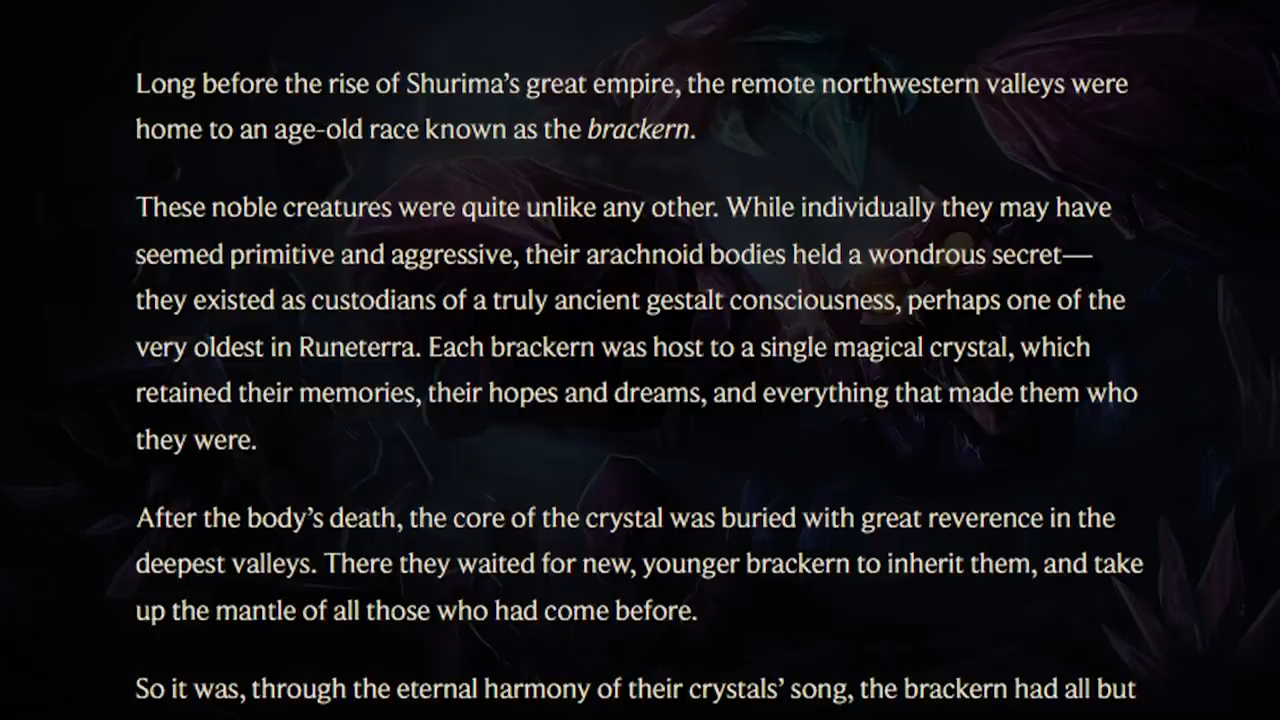 Long before the rise of Shurima’s great empire, the remote northwestern valleys were
home to an age-old race known as the brackern.
These noble creatures were quite unlike any other. While individually they may have
seemed primitive and aggressive, their arachnoid bodies held a wondrous secret—
they existed as custodians of a truly ancient gestalt consciousness, perhaps one of the
very oldest in Runeterra. Each brackern was host to a single magical crystal, which
retained their memories, their hopes and dreams, and everything that made them who
they were.
After the body’s death, the core of the crystal was buried with great reverence in the
deepest valleys. There they waited for new, younger brackern to inherit them, and take
up the mantle of all those who had come before.
So it was, through the eternal harmony of their crystals’ song, the brackern had all but